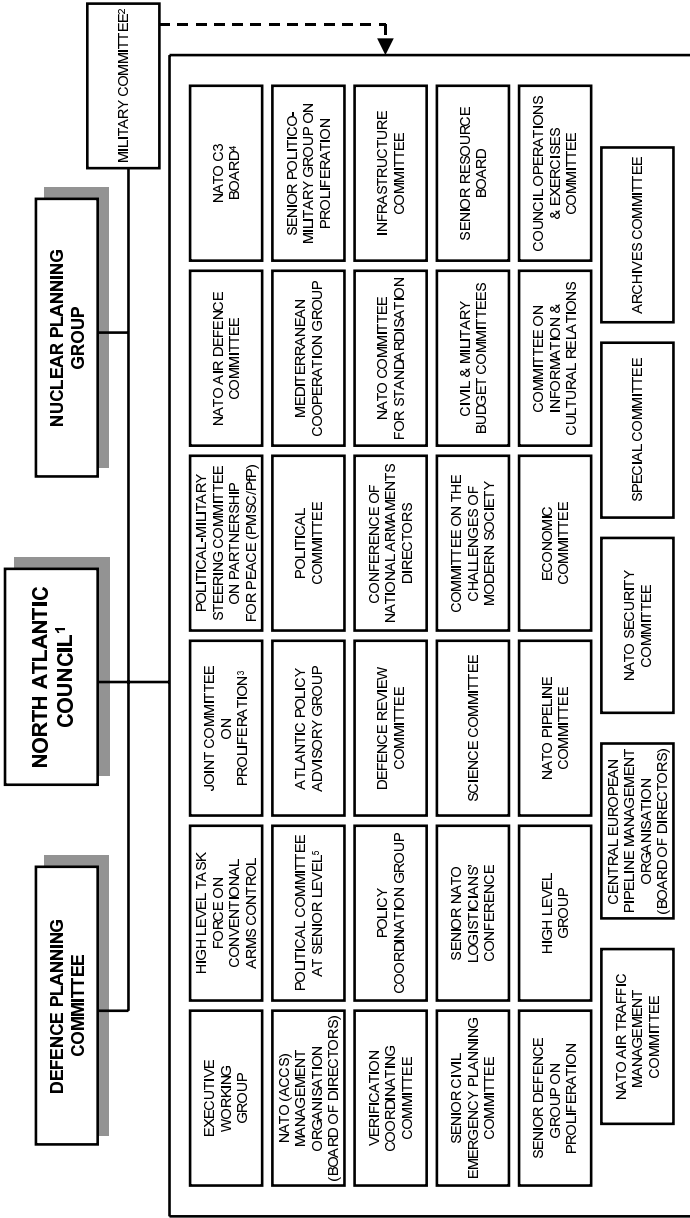 NORTH ATLANTIC
COUNCIL¹
DEFENCE PLANNING
COMMITTEE
NUCLEAR PLANNING
GROUP
MILITARY COMMITTEE²
EXECUTIVE
WORKING
GROUP
HIGH LEVEL TASK
FORCE ON
CONVENTIONAL
ARMS CONTROL
JOINT COMMITTEE
ON
PROLIFERATION³
POLITICAL-MILITARY
STEERING COMMITTEE
ON PARTNERSHIP
FOR PEACE (PMSC/PfP)
NATO AIR DEFENCE
COMMITTEE
NATO C3
BOARD⁴
NATO (ACCS)
MANAGEMENT
ORGANISATION
(BOARD OF DIRECTORS)
POLITICAL COMMITTEE
AT SENIOR LEVEL⁵
ATLANTIC POLICY
ADVISORY GROUP
POLITICAL
COMMITTEE
MEDITERRANEAN
COOPERATION GROUP
SENIOR POLITICO-
MILITARY GROUP ON
PROLIFERATION
VERIFICATION
COORDINATING
COMMITTEE
POLICY
COORDINATION GROUP
DEFENCE REVIEW
COMMITTEE
CONFERENCE OF
NATIONAL ARMAMENTS
DIRECTORS
NATO COMMITTEE
FOR STANDARDISATION
INFRASTRUCTURE
COMMITTEE
SENIOR CIVIL
EMERGENCY PLANNING
COMMITTEE
SENIOR NATO
LOGISTICIANS'
CONFERENCE
SCIENCE COMMITTEE
COMMITTEE ON THE
CHALLENGES OF
MODERN SOCIETY
CIVIL & MILITARY
BUDGET COMMITTEES
SENIOR RESOURCE
BOARD
SENIOR DEFENCE
GROUP ON
PROLIFERATION
HIGH LEVEL
GROUP
NATO PIPELINE
COMMITTEE
ECONOMIC
COMMITTEE
COMMITTEE ON
INFORMATION &
CULTURAL RELATIONS
COUNCIL OPERATIONS
& EXERCISES
COMMITTEE
NATO AIR TRAFFIC
MANAGEMENT
COMMITTEE
CENTRAL EUROPEAN
PIPELINE MANAGEMENT
ORGANISATION
(BOARD OF DIRECTORS)
NATO SECURITY
COMMITTEE
SPECIAL COMMITTEE
ARCHIVES COMMITTEE